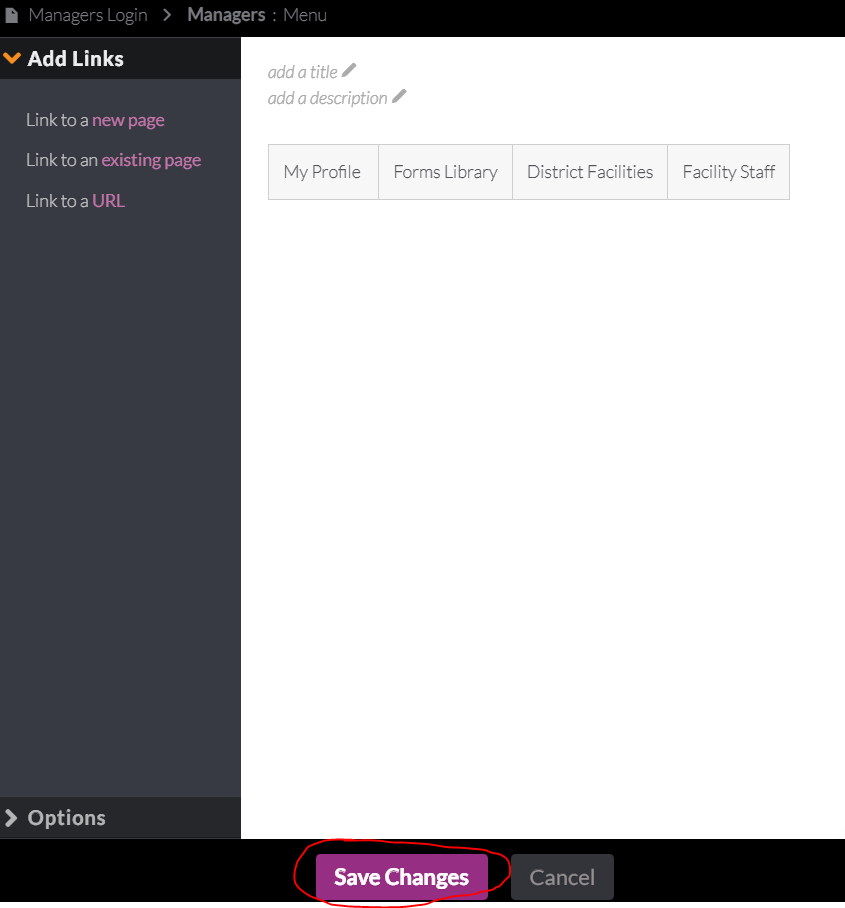 Managers Login > Managers : Menu
Add Links
Link to a new page
Link to an existing page
Link to a URL
add a title
add a description
My Profile Forms Library District Facilities Facility Staff
Options
Save Changes Cancel